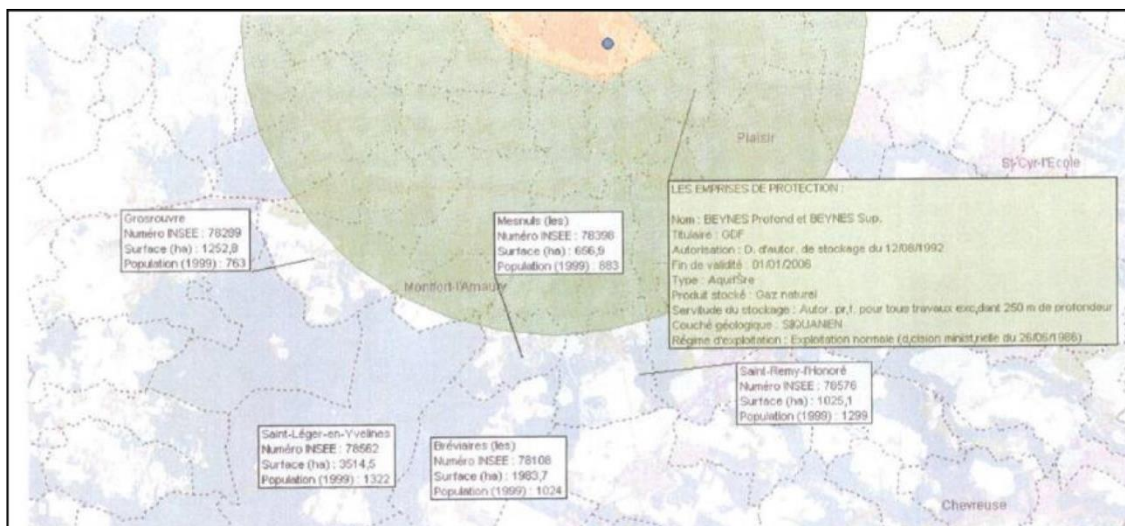 Plaisir
St-Cyr-l'Ecole
LES EMPRISES DE PROTECTION :
Nom : BEYNES Profond et BEYNES Sup.
Titulaire : GDF
Autorisation : D. d'autor. de stockage du 12/08/1992
Fin de validité : 01/01/2006
Type : AquifSre
Produit stocké : Gaz naturel
Servitude du stockage : Autor. pr,f. pour tous travaux exc,dant 250 m de profondeur
Couche géologique : SEQUANIEN
Régime d'exploitation : Exploitation normale (d,cision minist,rielle du 26/06/1986)
Grosrouvre
Numéro INSEE : 78289
Surface (ha) : 1252,8
Population (1999) : 763
Mesnuls (les)
Numéro INSEE : 78398
Surface (ha) : 656,9
Population (1999) : 883
Montfort-l'Amaury
Saint-Remy-l'Honoré
Numéro INSEE : 78576
Surface (ha) : 1025,1
Population (1999) : 1299
Saint-Léger-en-Yvelines
Numéro INSEE : 78562
Surface (ha) : 3514,5
Population (1999) : 1322
Bréviaires (les)
Numéro INSEE : 78108
Surface (ha) : 1983,7
Population (1999) : 1024
Chevreuse